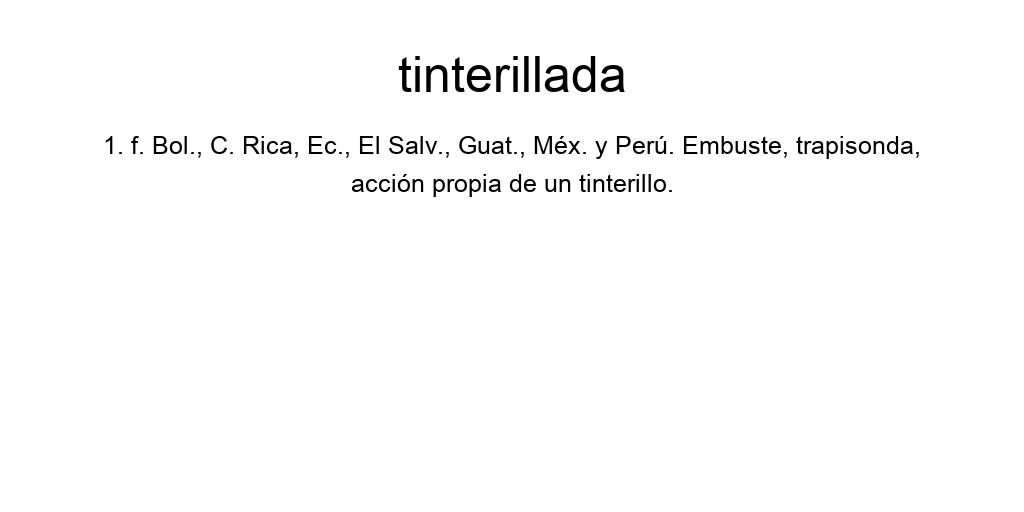 tinterillada
1. f. Bol., C. Rica, Ec., El Salv., Guat., Méx. y Perú. Embuste, trapisonda,
acción propia de un tinterillo.